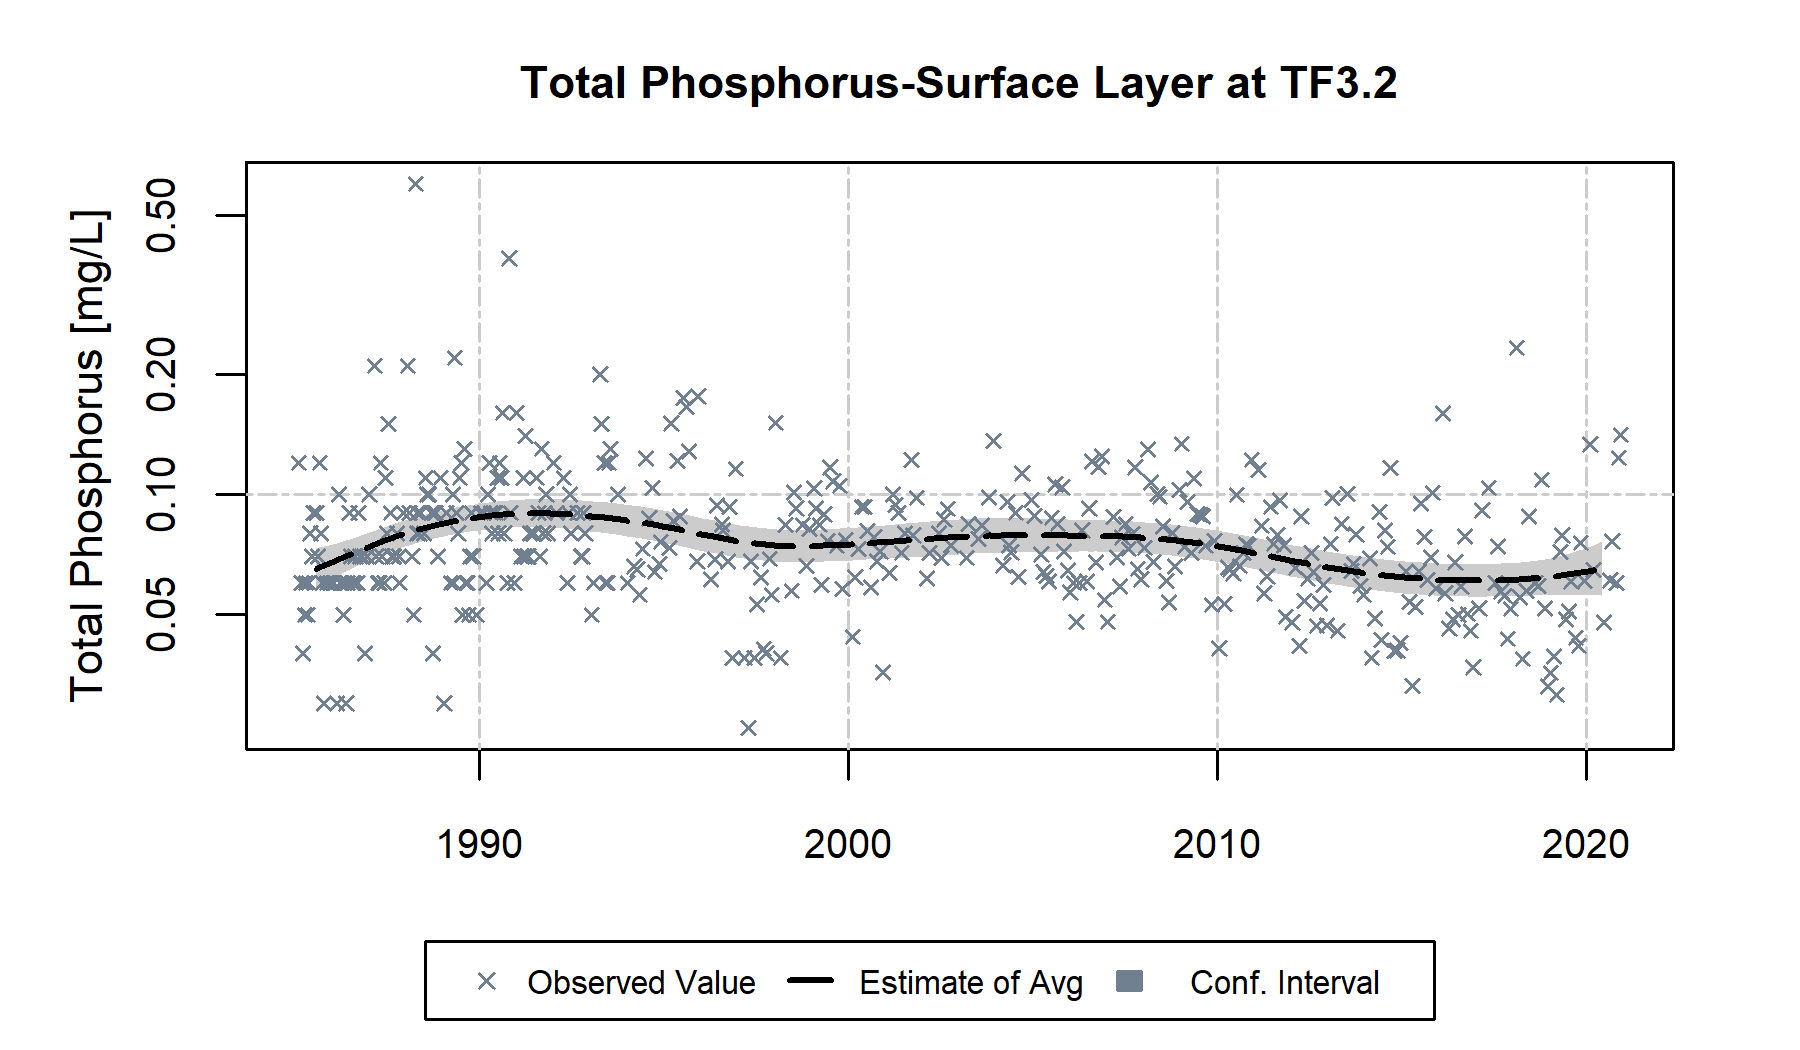 Total Phosphorus-Surface Layer at TF3.2
Total Phosphorus [mg/L]
0.50
0.20
0.10
0.05
1990 2000 2010 2020
Observed Value Estimate of Avg Conf. Interval